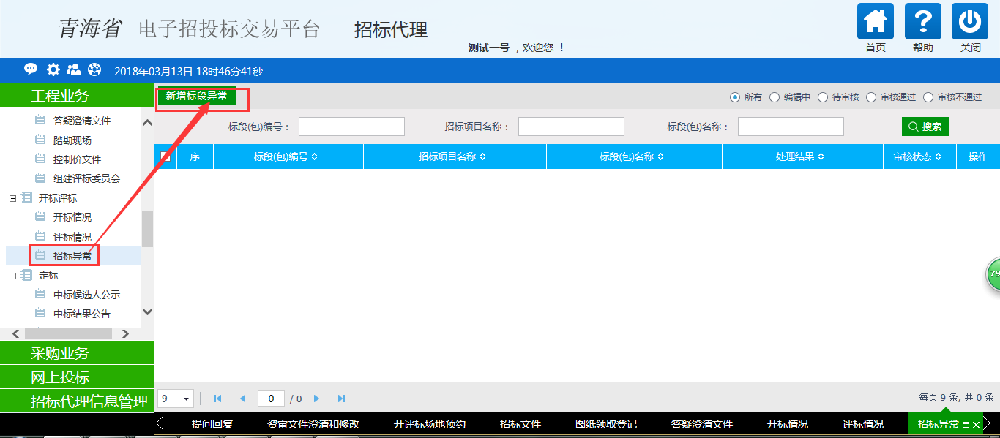 青海省 电子招投标交易平台 招标代理
测试一号 ，欢迎您 ！
首页 帮助 关闭
2018年03月13日 18时46分41秒
工程业务
答疑澄清文件
踏勘现场
控制价文件
组建评标委员会
开标评标
开标情况
评标情况
招标异常
定标
中标候选人公示
中标结果公告
采购业务
网上投标
招标代理信息管理
新增标段异常
所有 编辑中 待审核 审核通过 审核不通过
标段(包)编号： 招标项目名称： 标段(包)名称： 搜索
序 标段(包)编号 招标项目名称 标段(包)名称 处理结果 审核状态 操作
79
9 0 / 0 每页 9 条, 共 0 条
提问回复 资审文件澄清和修改 开评标场地预约 招标文件 图纸领取登记 答疑澄清文件 开标情况 评标情况 招标异常